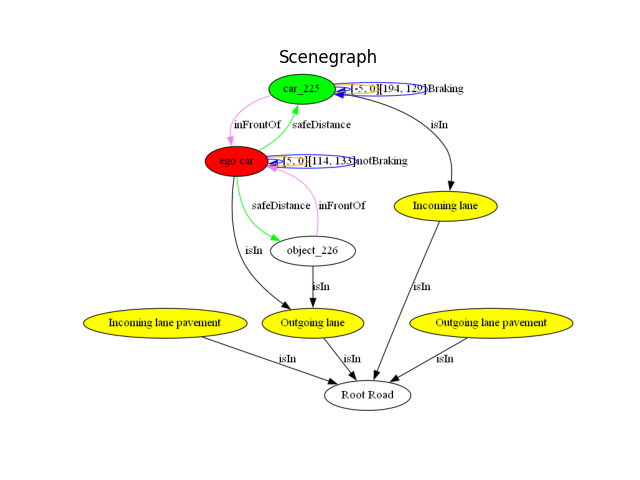 Scenegraph
car_225
[-5, 0]
[194, 129]
Braking
inFrontOf
safeDistance
isIn
ego car
[5, 0]
[114, 133]
notBraking
safeDistance
inFrontOf
Incoming lane
isIn
object_226
isIn
isIn
Incoming lane pavement
Outgoing lane
Outgoing lane pavement
isIn
isIn
isIn
Root Road